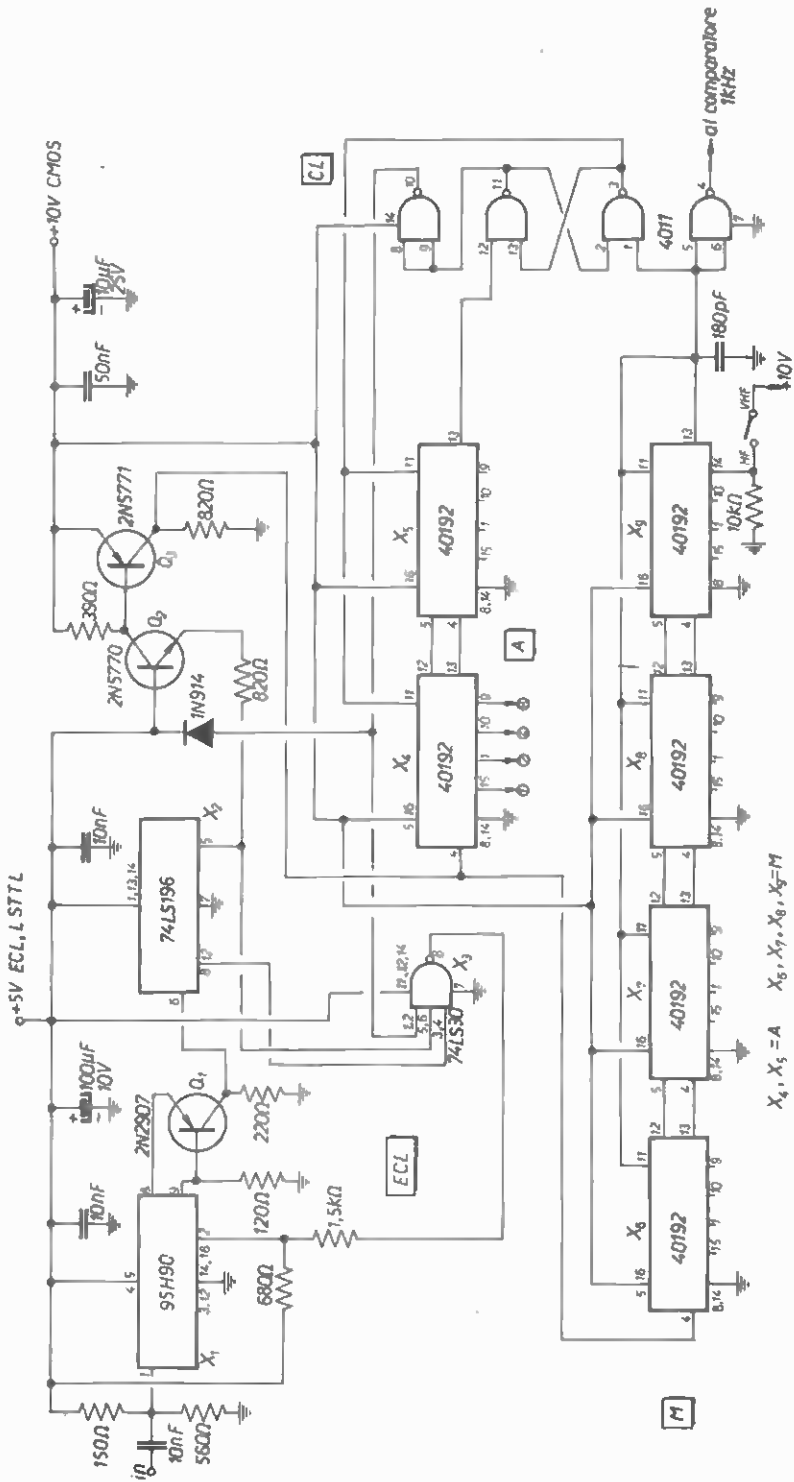 +5V ECL, LSTTL
+10V CMOS
150Ω
10nF
in
560Ω
95H90
X1
10nF
100μF
10V
2N2907
Q1
120Ω
220Ω
680Ω
1,5kΩ
ECL
74LS196
X2
10nF
74LS30
X3
1N914
2N5770
Q2
390Ω
820Ω
2N5771
820Ω
50nF
10μF
25V
X4
40192
X5
40192
A
CL
4011
al comparatore
1kHz
180pF
X6
40192
X7
40192
X8
40192
X9
40192
10kΩ
HF
VHF
+10V
M
X4, X5 = A
X6, X7, X8, X9 = M